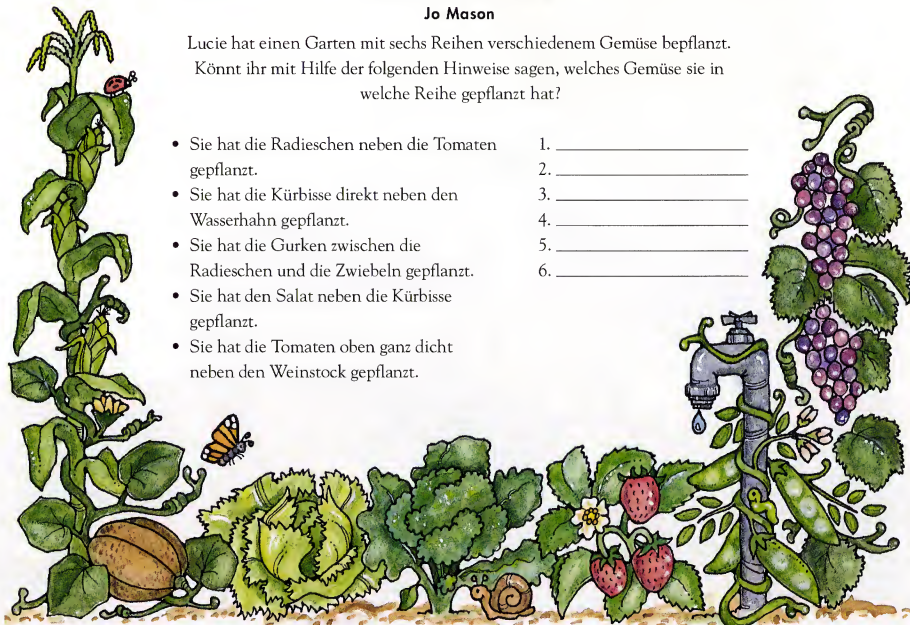 Jo Mason
Lucie hat einen Garten mit sechs Reihen verschiedenem Gemüse bepflanzt.
Könnt ihr mit Hilfe der folgenden Hinweise sagen, welches Gemüse sie in
welche Reihe gepflanzt hat?
• Sie hat die Radieschen neben die Tomaten
gepflanzt.
• Sie hat die Kürbisse direkt neben den
Wasserhahn gepflanzt.
• Sie hat die Gurken zwischen die
Radieschen und die Zwiebeln gepflanzt.
• Sie hat den Salat neben die Kürbisse
gepflanzt.
• Sie hat die Tomaten oben ganz dicht
neben den Weinstock gepflanzt.
1.
2.
3.
4.
5.
6.